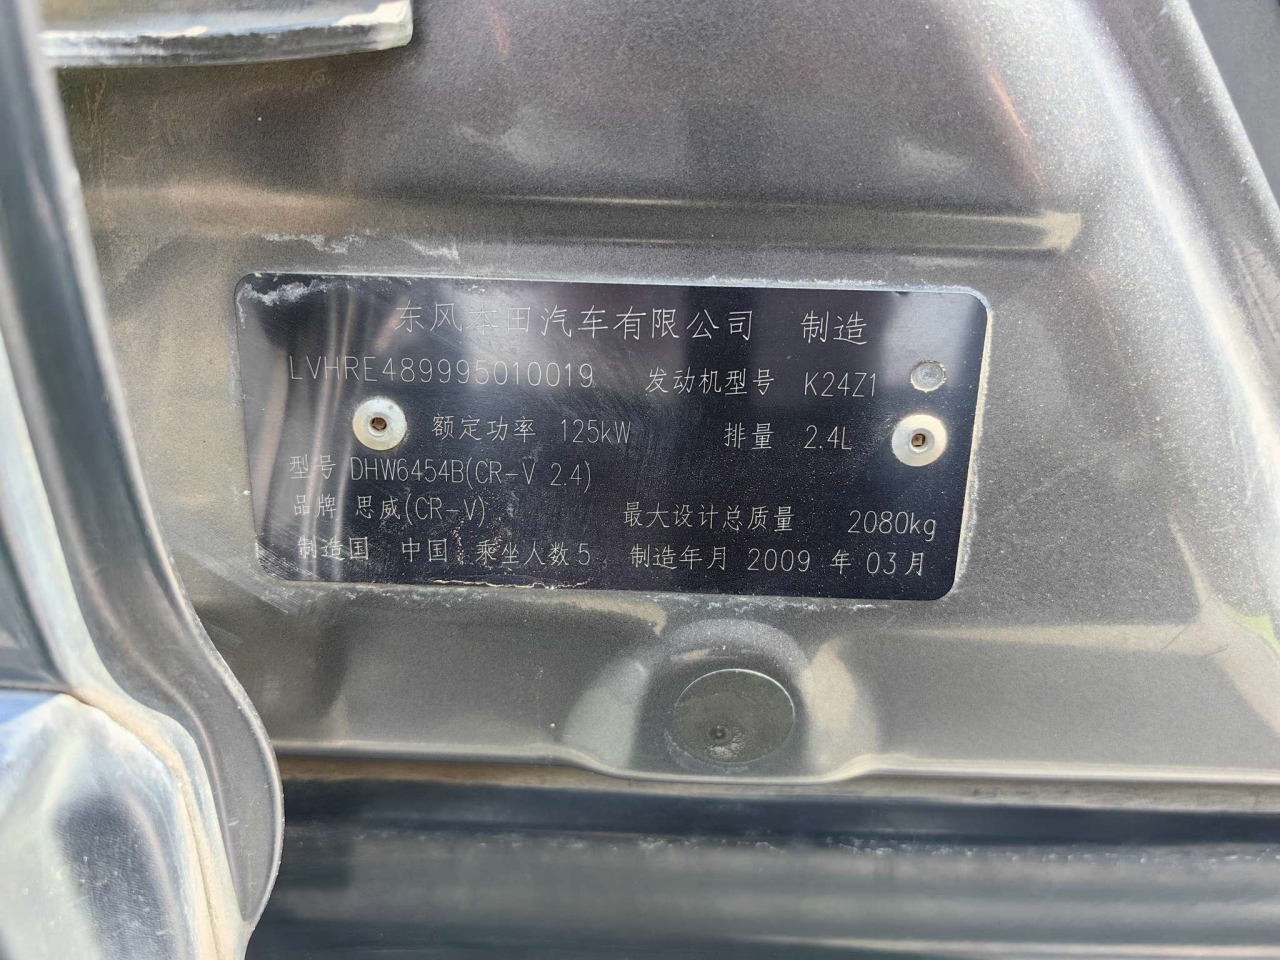 东风本田汽车有限公司 制造
LVHRE489995010019 发动机型号 K24Z1
额定功率 125kW 排量 2.4L
型号 DHW6454B(CR-V 2.4)
品牌 思威(CR-V) 最大设计总质量 2080kg
制造国 中国 乘坐人数 5 制造年月 2009 年 03月